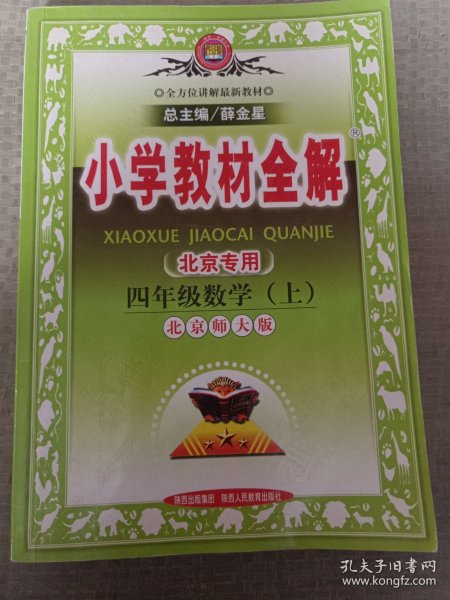 ◎全方位讲解最新教材◎
总主编/薛金星
小学教材全解®
XIAOXUE JIAOCAI QUANJIE
北京专用
四年级数学（上）
北京师大版
陕西出版集团 陕西人民教育出版社
孔夫子旧书网
www.kongfz.com